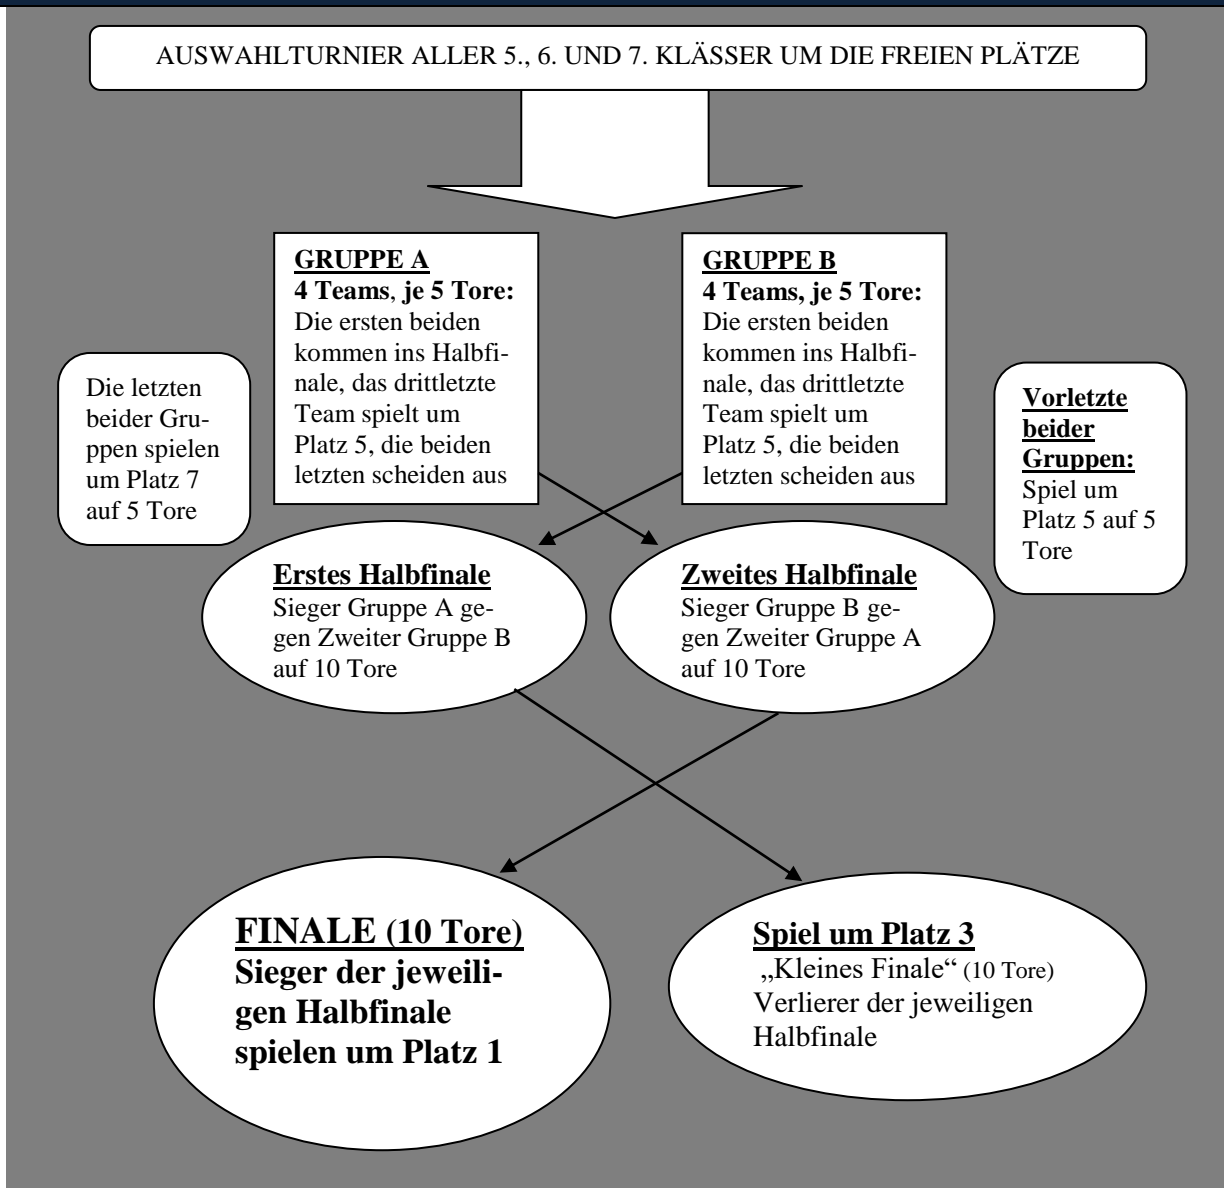 AUSWAHLTURNIER ALLER 5., 6. UND 7. KLÄSSER UM DIE FREIEN PLÄTZE
GRUPPE A
4 Teams, je 5 Tore:
Die ersten beiden
kommen ins Halbfi-
nale, das drittletzte
Team spielt um
Platz 5, die beiden
letzten scheiden aus
GRUPPE B
4 Teams, je 5 Tore:
Die ersten beiden
kommen ins Halbfi-
nale, das drittletzte
Team spielt um
Platz 5, die beiden
letzten scheiden aus
Die letzten
beider Gru-
ppen spielen
um Platz 7
auf 5 Tore
Vorletzte
beider
Gruppen:
Spiel um
Platz 5 auf 5
Tore
Erstes Halbfinale
Sieger Gruppe A ge-
gen Zweiter Gruppe B
auf 10 Tore
Zweites Halbfinale
Sieger Gruppe B ge-
gen Zweiter Gruppe A
auf 10 Tore
FINALE (10 Tore)
Sieger der jeweili-
gen Halbfinale
spielen um Platz 1
Spiel um Platz 3
„Kleines Finale“ (10 Tore)
Verlierer der jeweiligen
Halbfinale